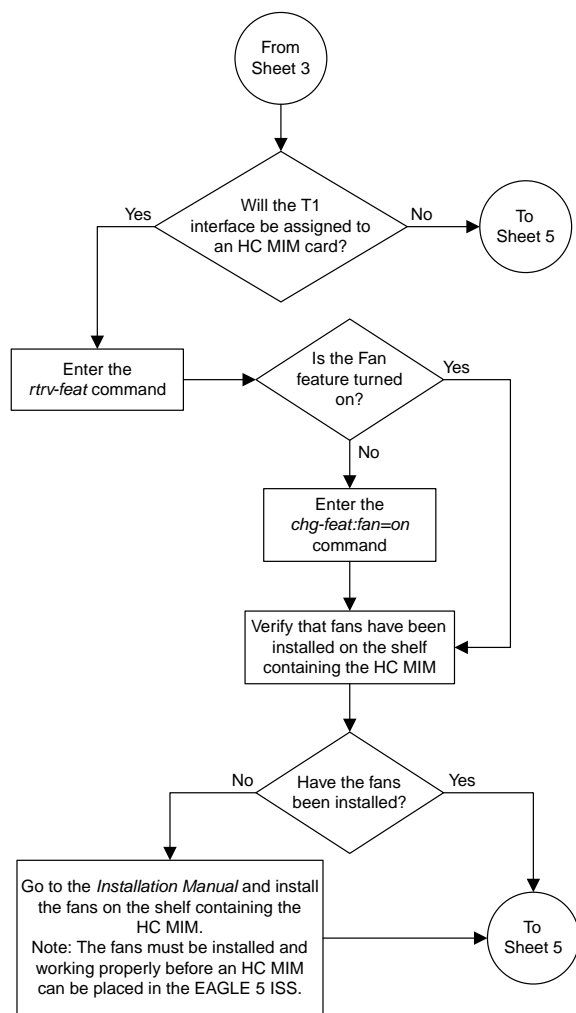 From
Sheet 3
Will the T1
interface be assigned to
an HC MIM card?
Yes
No
To
Sheet 5
Enter the
rtrv-feat command
Is the Fan
feature turned
on?
Yes
No
Enter the
chg-feat:fan=on
command
Verify that fans have been
installed on the shelf
containing the HC MIM
Have the fans
been installed?
No
Yes
Go to the Installation Manual and install
the fans on the shelf containing the
HC MIM.
Note: The fans must be installed and
working properly before an HC MIM
can be placed in the EAGLE 5 ISS.
To
Sheet 5